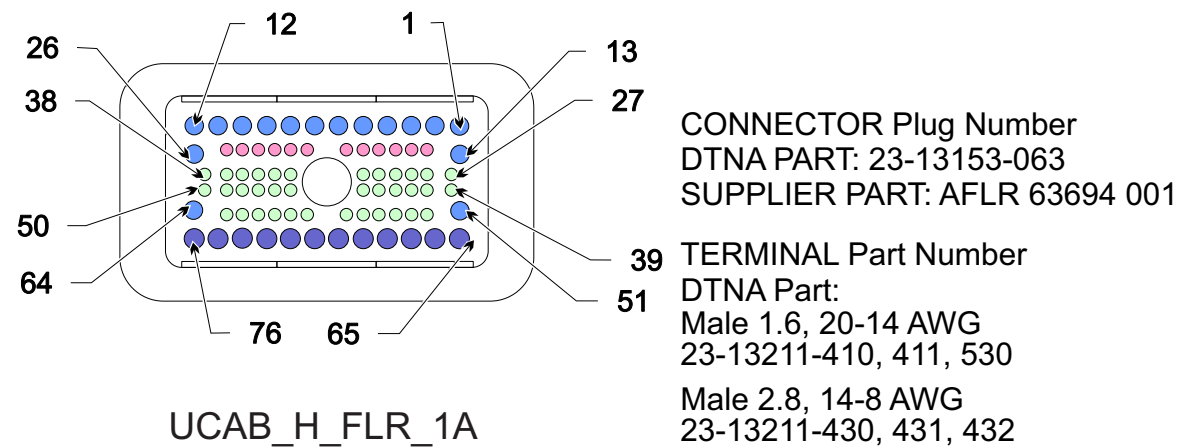 12
1
26
13
38
27
50
39
64
51
76
65
UCAB_H_FLR_1A
CONNECTOR Plug Number
DTNA PART: 23-13153-063
SUPPLIER PART: AFLR 63694 001
TERMINAL Part Number
DTNA Part:
Male 1.6, 20-14 AWG
23-13211-410, 411, 530
Male 2.8, 14-8 AWG
23-13211-430, 431, 432